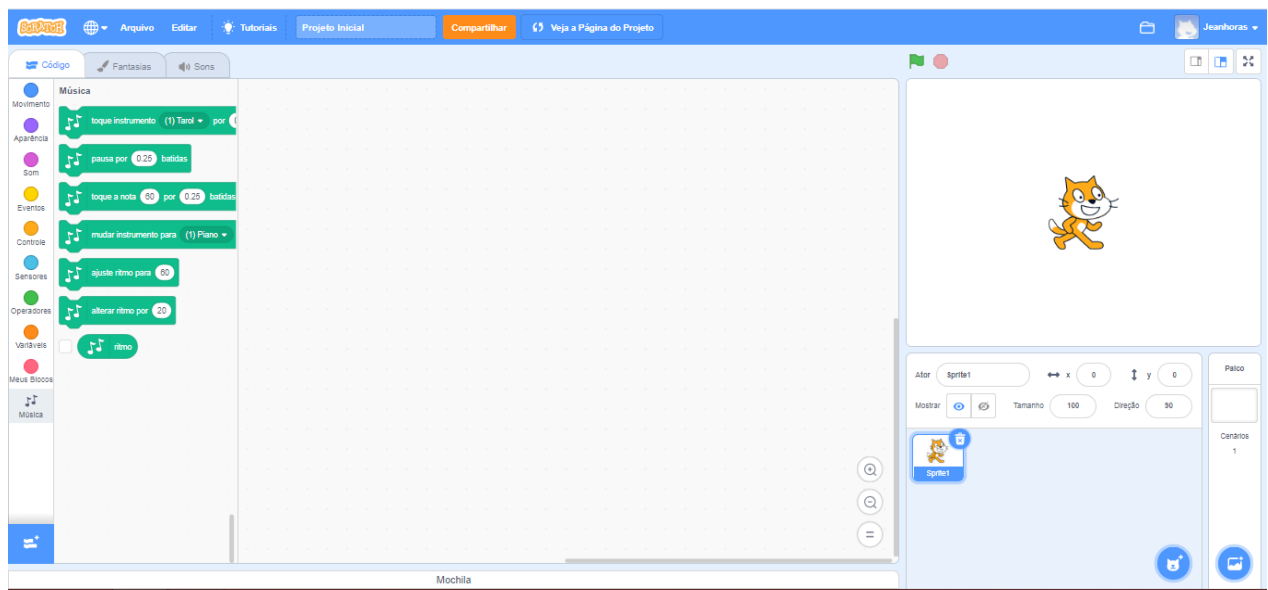 SCRATCH Arquivo Editar Tutoriais Projeto Inicial Compartilhar Veja a Página do Projeto Jeanhoras
Código Fantasias Sons
Movimento
Aparência
Som
Eventos
Controle
Sensores
Operadores
Variáveis
Meus Blocos
Música
Música
toque instrumento (1) Tarol por
pausa por 0.25 batidas
toque a nota 60 por 0.25 batidas
mudar instrumento para (1) Piano
ajuste ritmo para 60
alterar ritmo por 20
ritmo
Mochila
Ator Sprite1 x 0 y 0
Mostrar Tamanho 100 Direção 90
Sprite1
Palco
Cenários
1